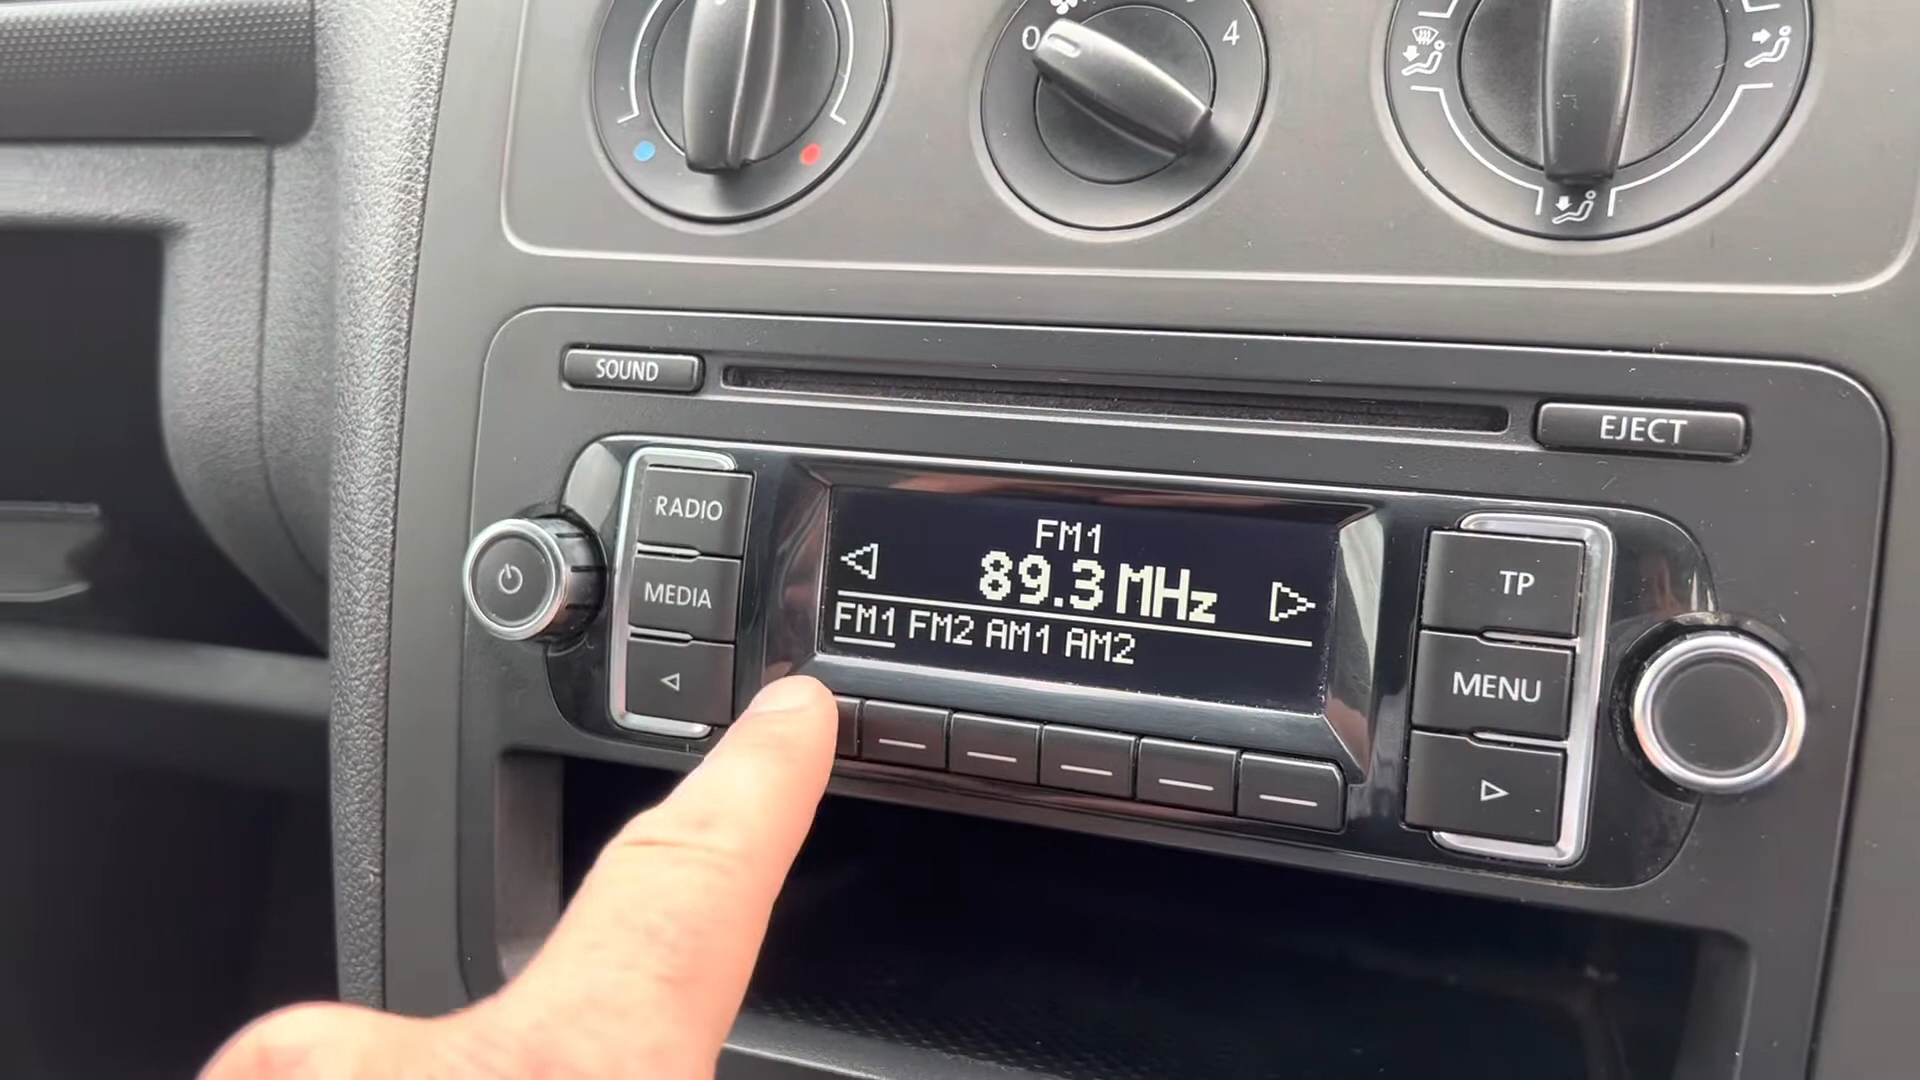 0 4
SOUND
EJECT
RADIO
MEDIA
FM1
89.3 MHz
FM1 FM2 AM1 AM2
TP
MENU